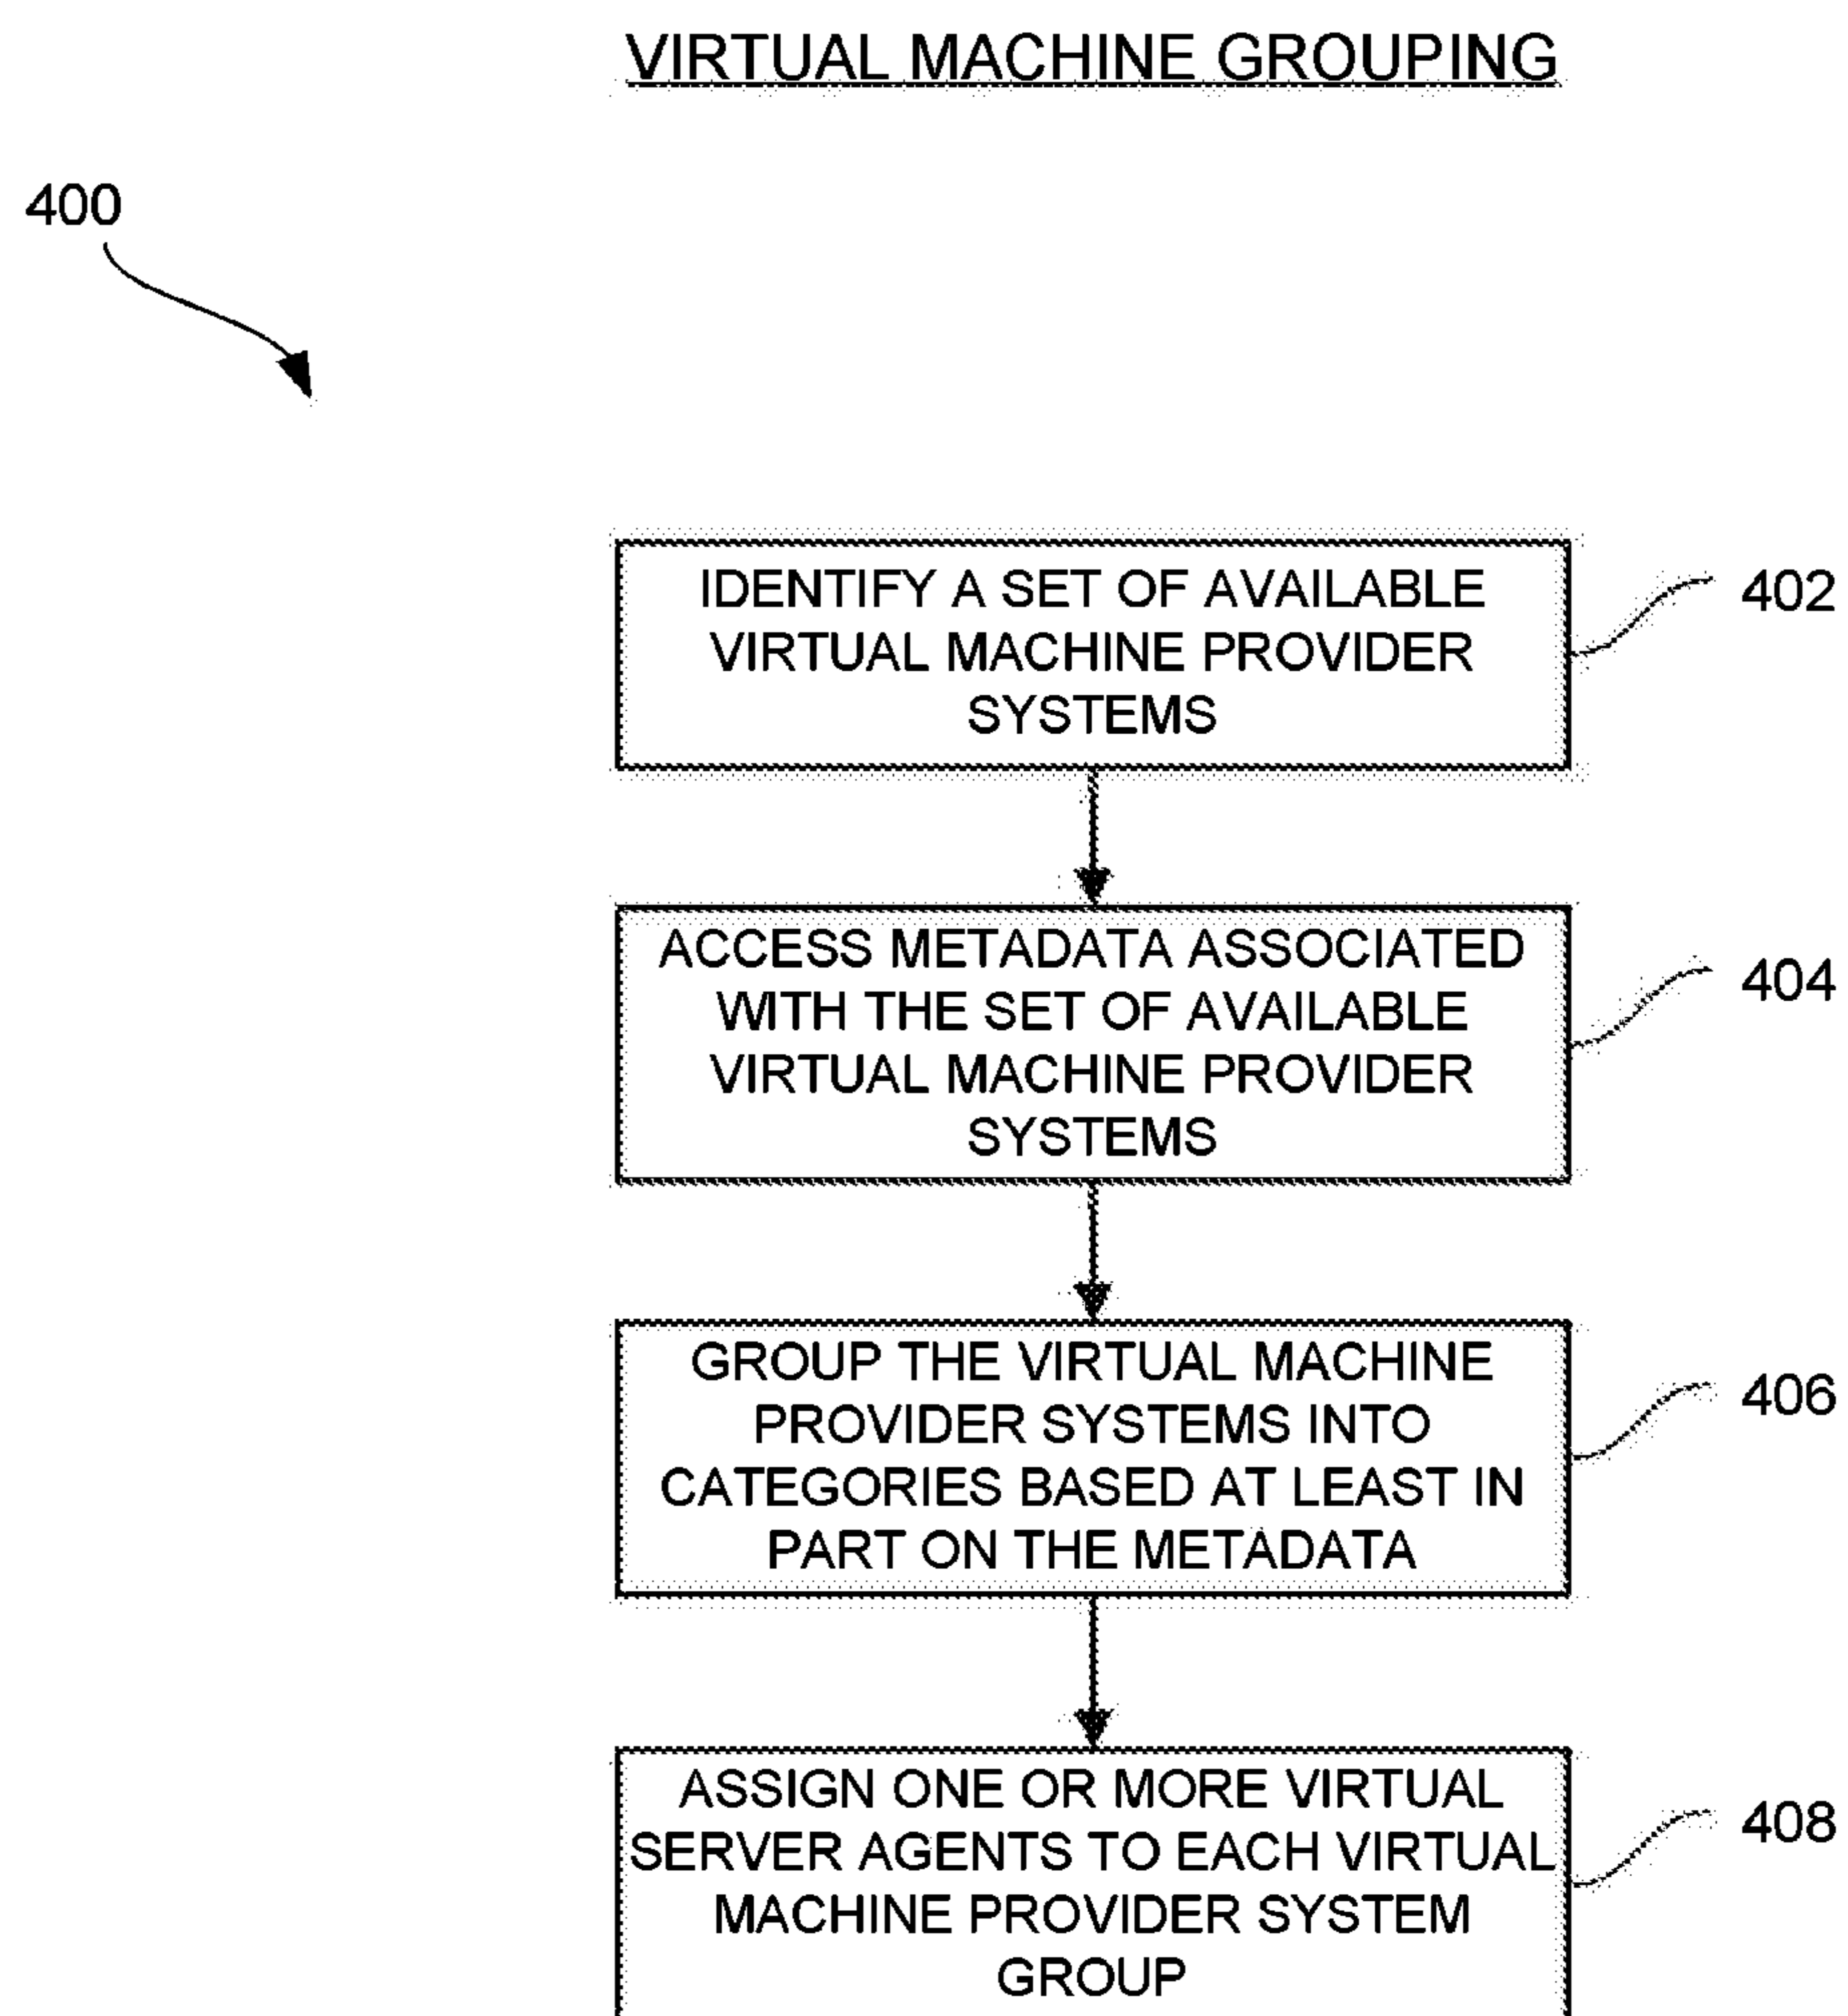 VIRTUAL MACHINE GROUPING
400
IDENTIFY A SET OF AVAILABLE
VIRTUAL MACHINE PROVIDER
SYSTEMS
402
ACCESS METADATA ASSOCIATED
WITH THE SET OF AVAILABLE
VIRTUAL MACHINE PROVIDER
SYSTEMS
404
GROUP THE VIRTUAL MACHINE
PROVIDER SYSTEMS INTO
CATEGORIES BASED AT LEAST IN
PART ON THE METADATA
406
ASSIGN ONE OR MORE VIRTUAL
SERVER AGENTS TO EACH VIRTUAL
MACHINE PROVIDER SYSTEM
GROUP
408